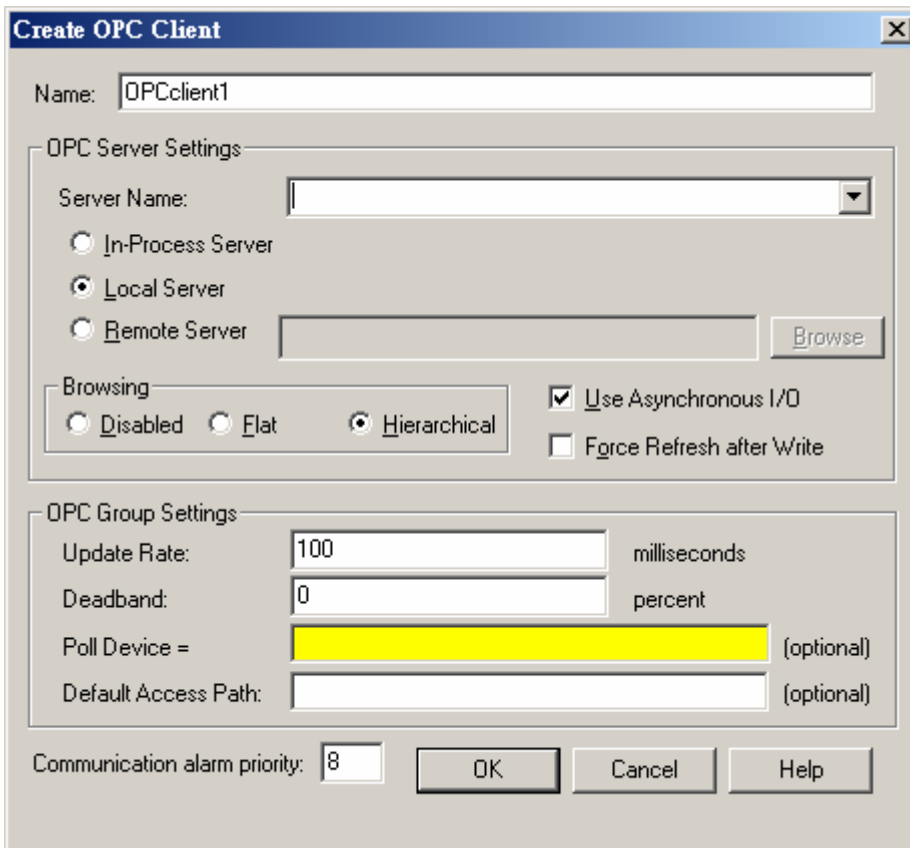 Create OPC Client
Name: OPCclient1
OPC Server Settings
Server Name:
In-Process Server
Local Server
Remote Server Browse
Browsing
Disabled Flat Hierarchical
Use Asynchronous I/O
Force Refresh after Write
OPC Group Settings
Update Rate: 100 milliseconds
Deadband: 0 percent
Poll Device = (optional)
Default Access Path: (optional)
Communication alarm priority: 8 OK Cancel Help